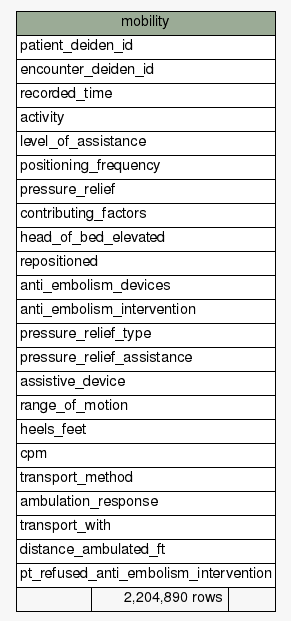 mobility
patient_deiden_id
encounter_deiden_id
recorded_time
activity
level_of_assistance
positioning_frequency
pressure_relief
contributing_factors
head_of_bed_elevated
repositioned
anti_embolism_devices
anti_embolism_intervention
pressure_relief_type
pressure_relief_assistance
assistive_device
range_of_motion
heels_feet
cpm
transport_method
ambulation_response
transport_with
distance_ambulated_ft
pt_refused_anti_embolism_intervention
2,204,890 rows